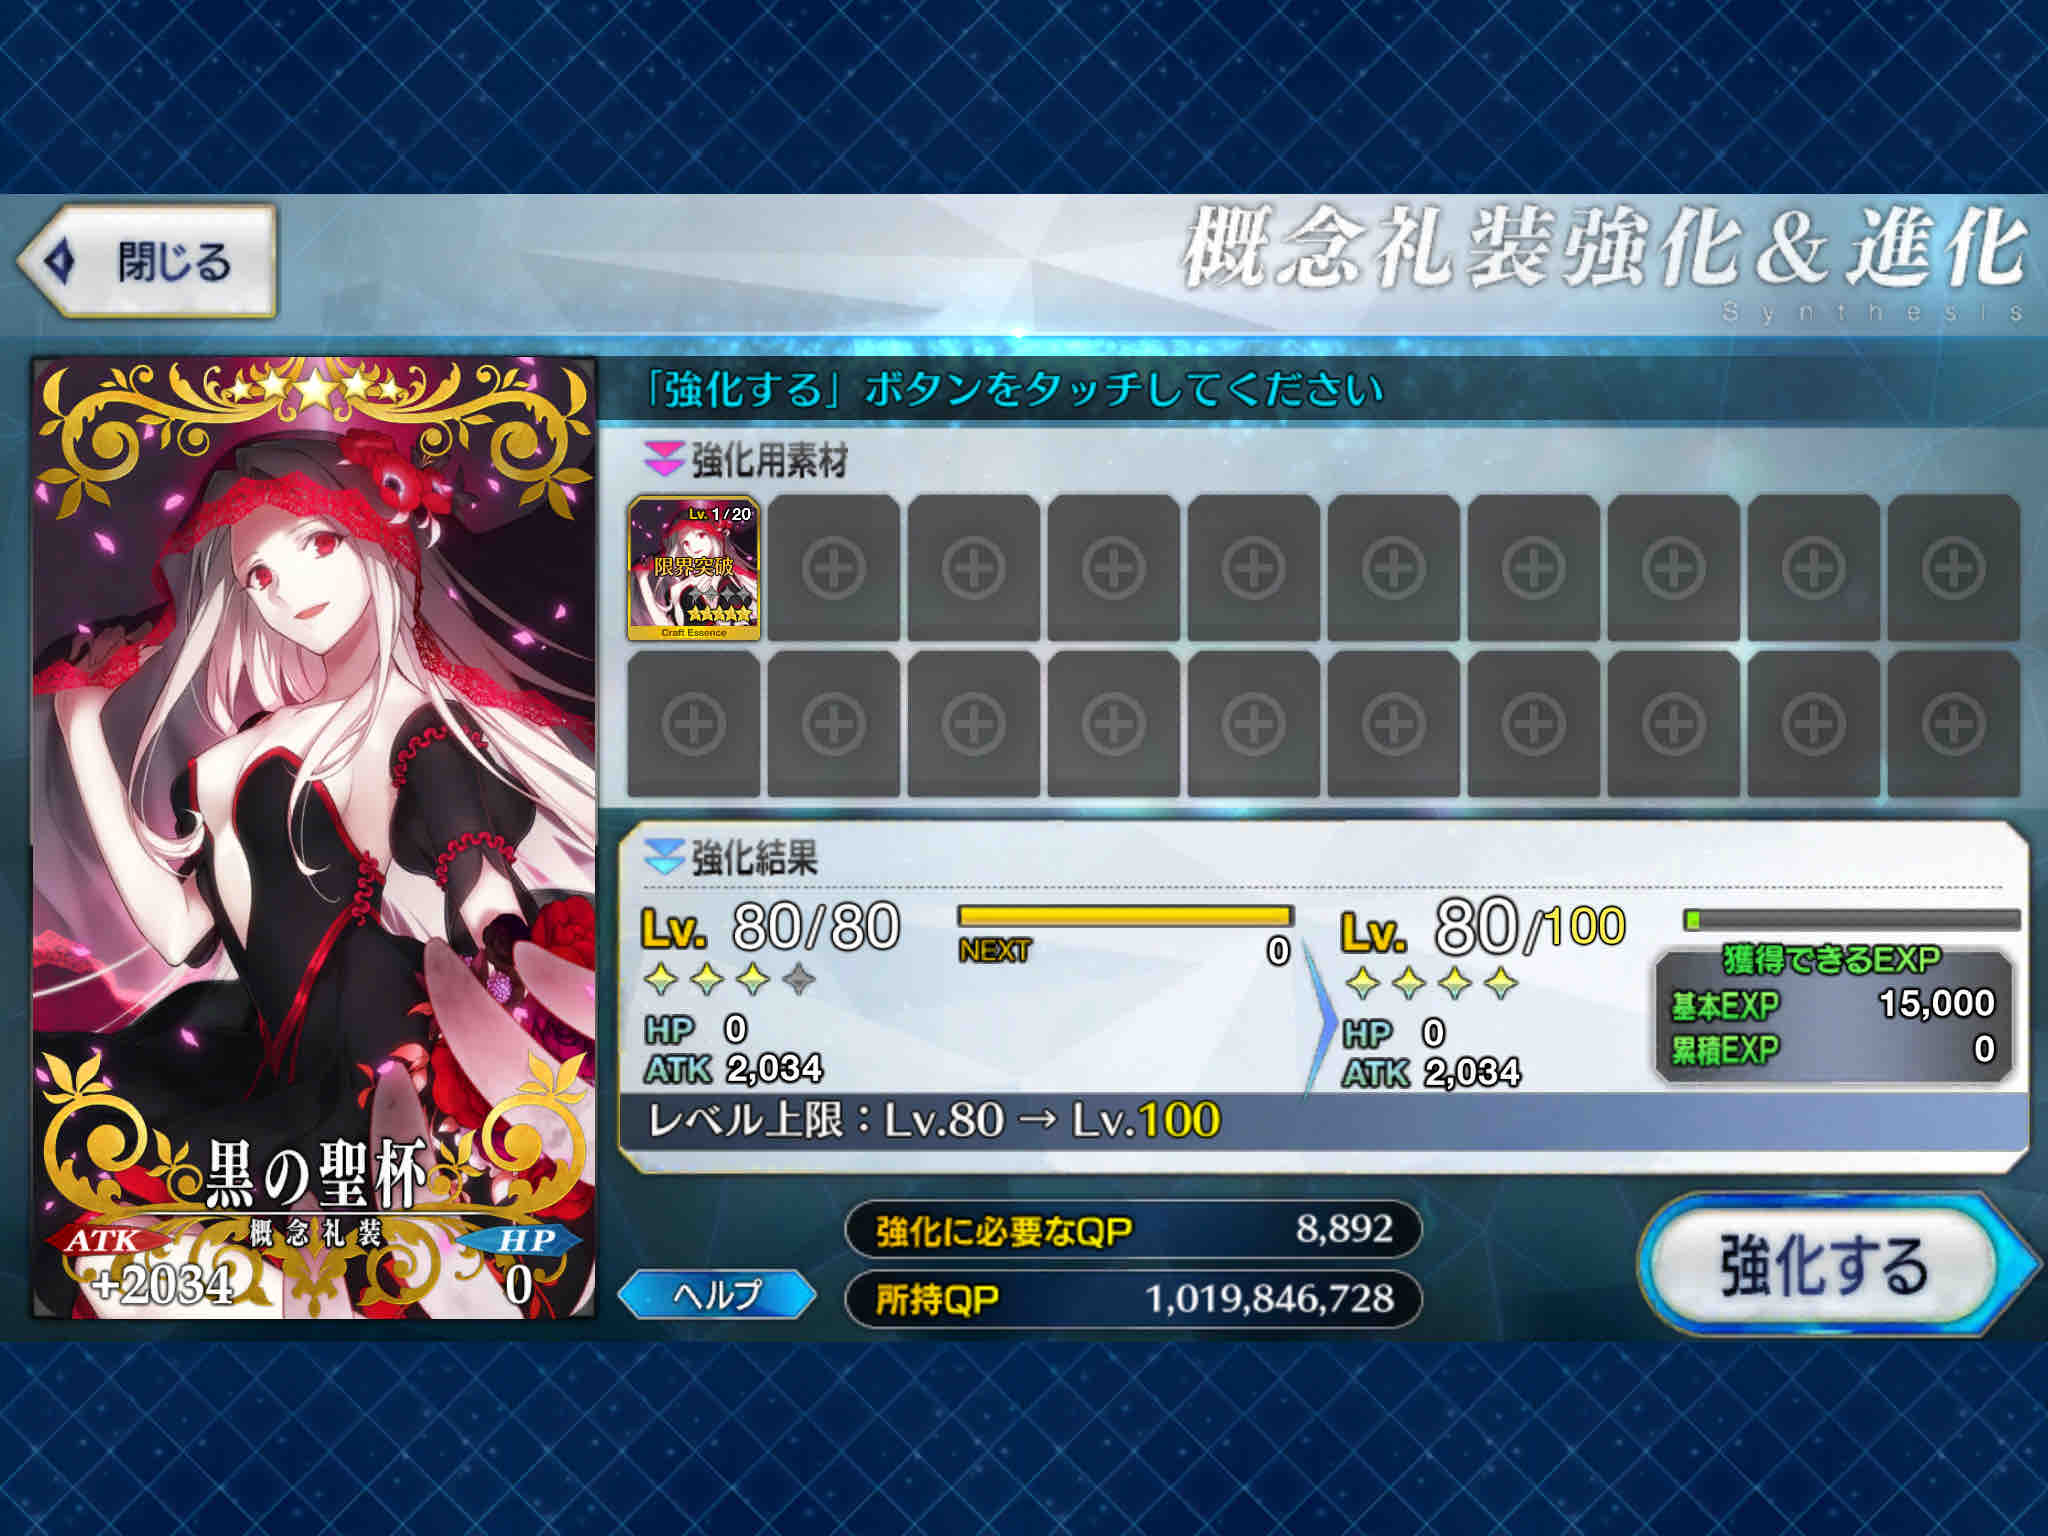 閉じる
概念礼装強化&進化
Synthesis
「強化する」ボタンをタッチしてください
強化用素材
Lv. 1/20
限界突破
Craft Essence
強化結果
Lv. 80/80
NEXT 0
HP 0
ATK 2,034
Lv. 80/100
HP 0
ATK 2,034
獲得できるEXP
基本EXP 15,000
累積EXP 0
レベル上限:Lv.80 → Lv.100
黒の聖杯
概念礼装
ATK
+2034
HP
0
強化に必要なQP 8,892
ヘルプ
所持QP 1,019,846,728
強化する